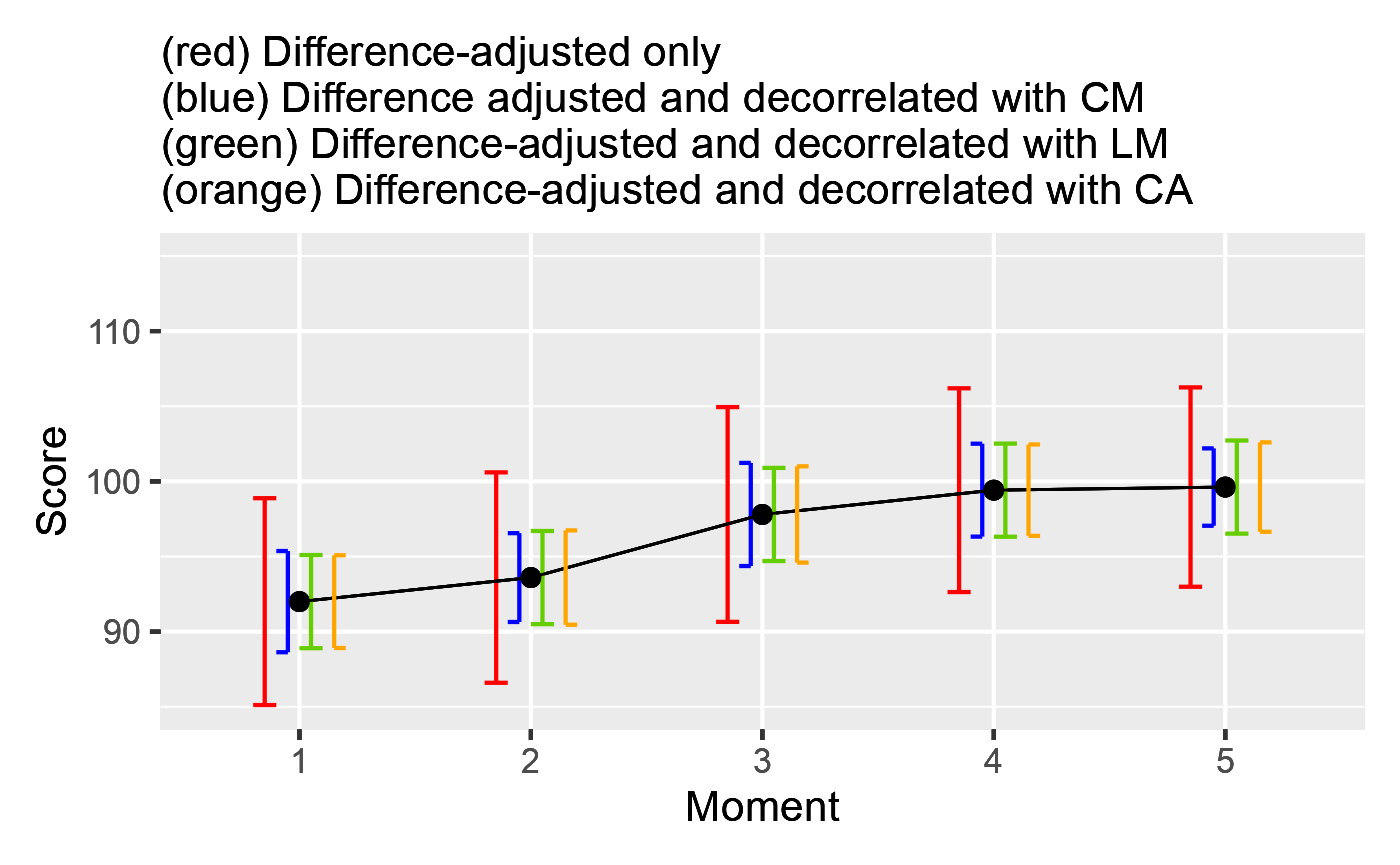 (red) Difference-adjusted only
(blue) Difference adjusted and decorrelated with CM
(green) Difference-adjusted and decorrelated with LM
(orange) Difference-adjusted and decorrelated with CA
110
100
90
Score
1 2 3 4 5
Moment